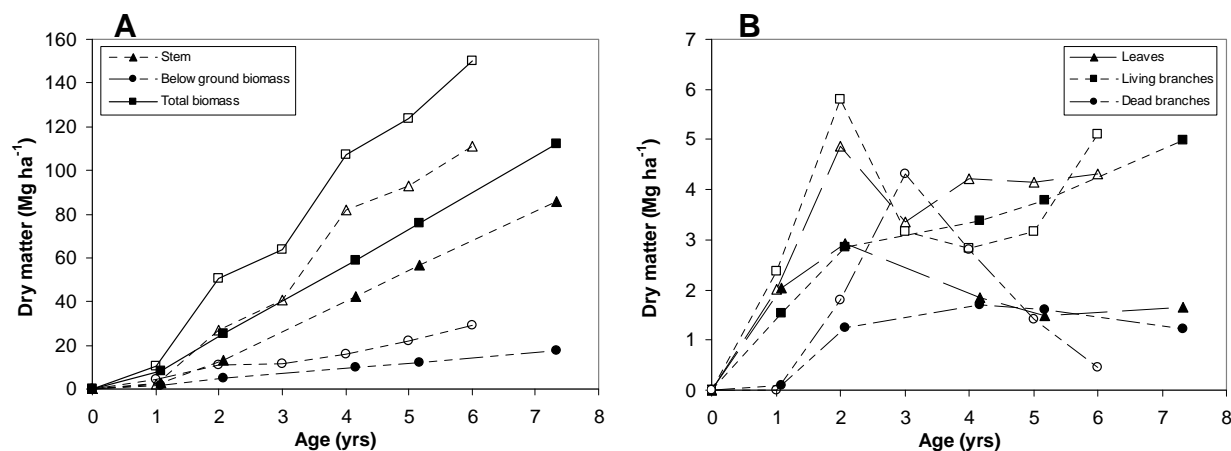 A
Dry matter (Mg ha⁻¹)
160
140
120
100
80
60
40
20
0
Stem
Below ground biomass
Total biomass
0 1 2 3 4 5 6 7 8
Age (yrs)
B
Dry matter (Mg ha⁻¹)
7
6
5
4
3
2
1
0
Leaves
Living branches
Dead branches
0 1 2 3 4 5 6 7 8
Age (yrs)